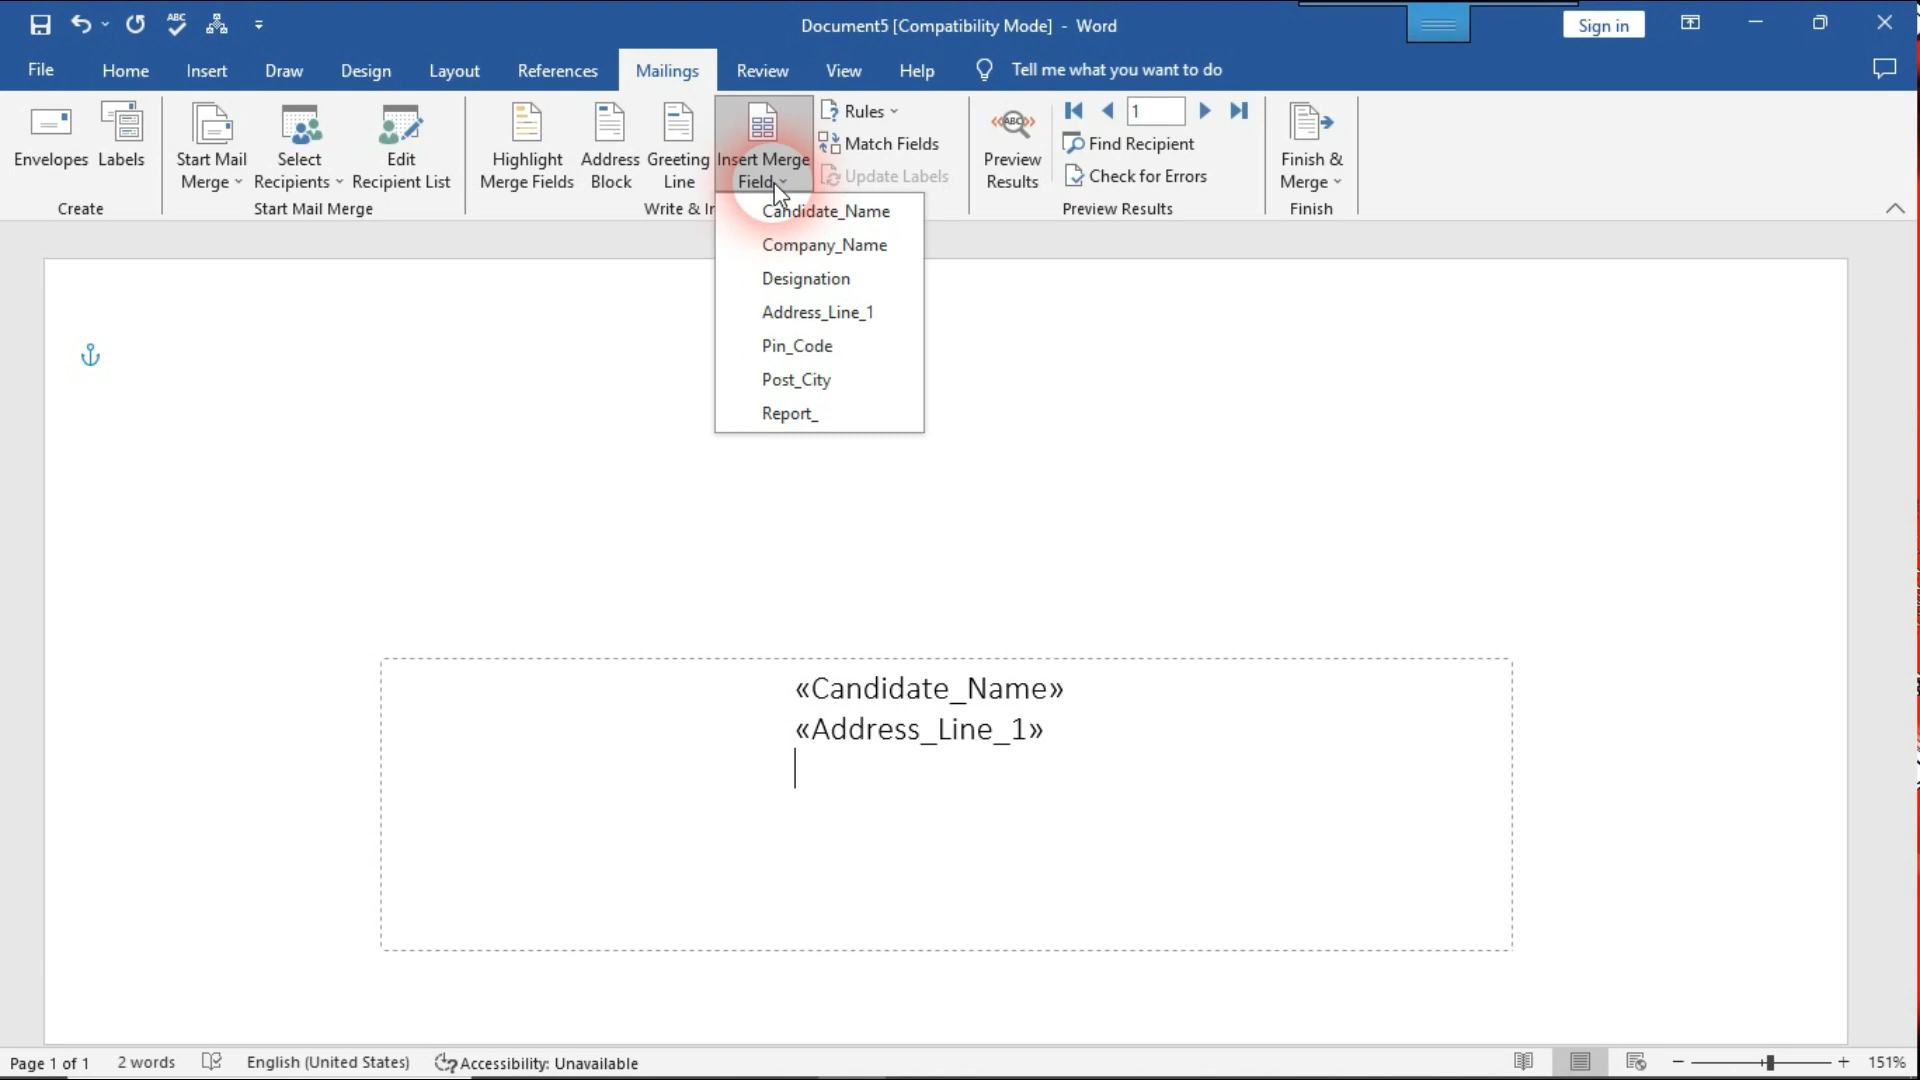 ABC
Document5 [Compatibility Mode] - Word
Sign in
File Home Insert Draw Design Layout References Mailings Review View Help Tell me what you want to do
Envelopes Labels
Create
Start Mail Merge Select Recipients Edit Recipient List
Start Mail Merge
Highlight Merge Fields Address Block Greeting Line Insert Merge Field
Rules
Match Fields
Update Labels
Write & In
ABC
Preview Results
1
Find Recipient
Check for Errors
Preview Results
Finish & Merge
Finish
Candidate_Name
Company_Name
Designation
Address_Line_1
Pin_Code
Post_City
Report_
«Candidate_Name»
«Address_Line_1»
Page 1 of 1 2 words English (United States) Accessibility: Unavailable 151%